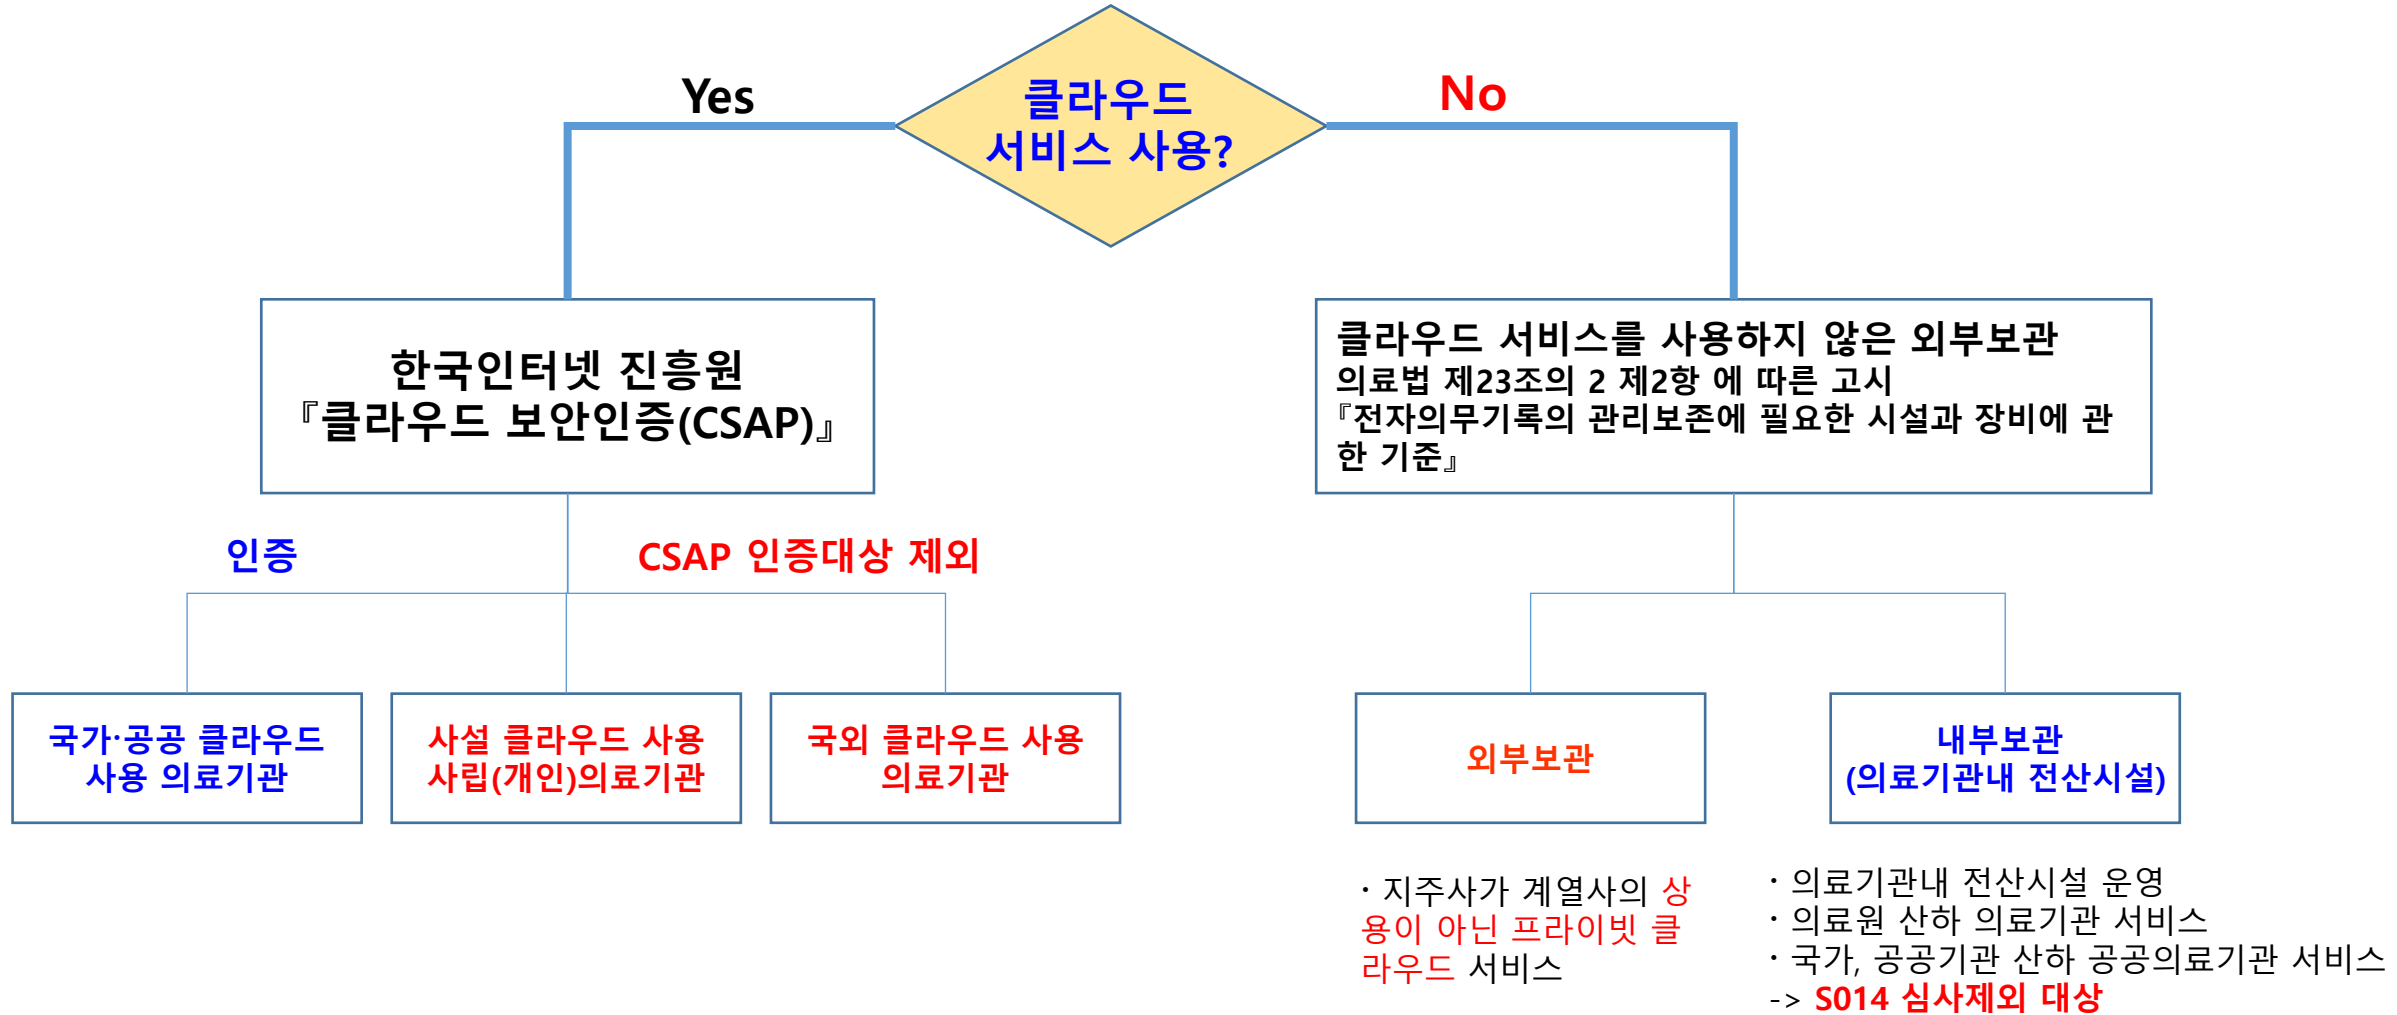 클라우드
서비스 사용?
Yes
No
한국인터넷 진흥원
『클라우드 보안인증(CSAP)』
클라우드 서비스를 사용하지 않은 외부보관
의료법 제23조의 2 제2항 에 따른 고시
『전자의무기록의 관리보존에 필요한 시설과 장비에 관
한 기준』
인증
CSAP 인증대상 제외
국가·공공 클라우드
사용 의료기관
사설 클라우드 사용
사립(개인)의료기관
국외 클라우드 사용
의료기관
외부보관
내부보관
(의료기관내 전산시설)
· 지주사가 계열사의 상
용이 아닌 프라이빗 클
라우드 서비스
· 의료기관내 전산시설 운영
· 의료원 산하 의료기관 서비스
· 국가, 공공기관 산하 공공의료기관 서비스
-> S014 심사제외 대상